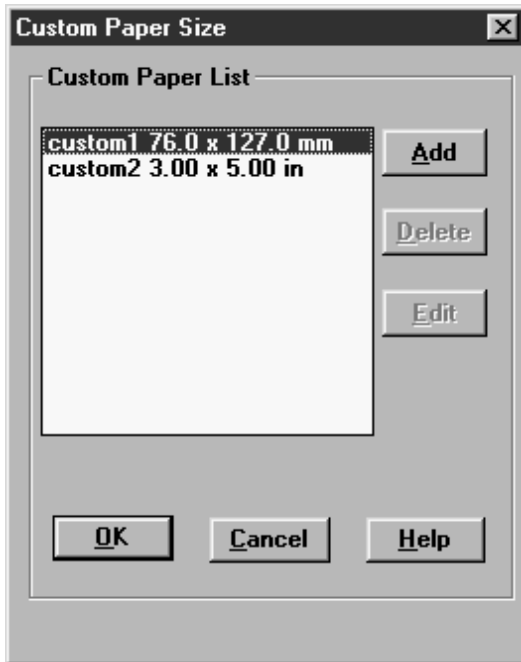 Custom Paper Size
Custom Paper List
custom1 76.0 x 127.0 mm
custom2 3.00 x 5.00 in
Add
Delete
Edit
OK
Cancel
Help